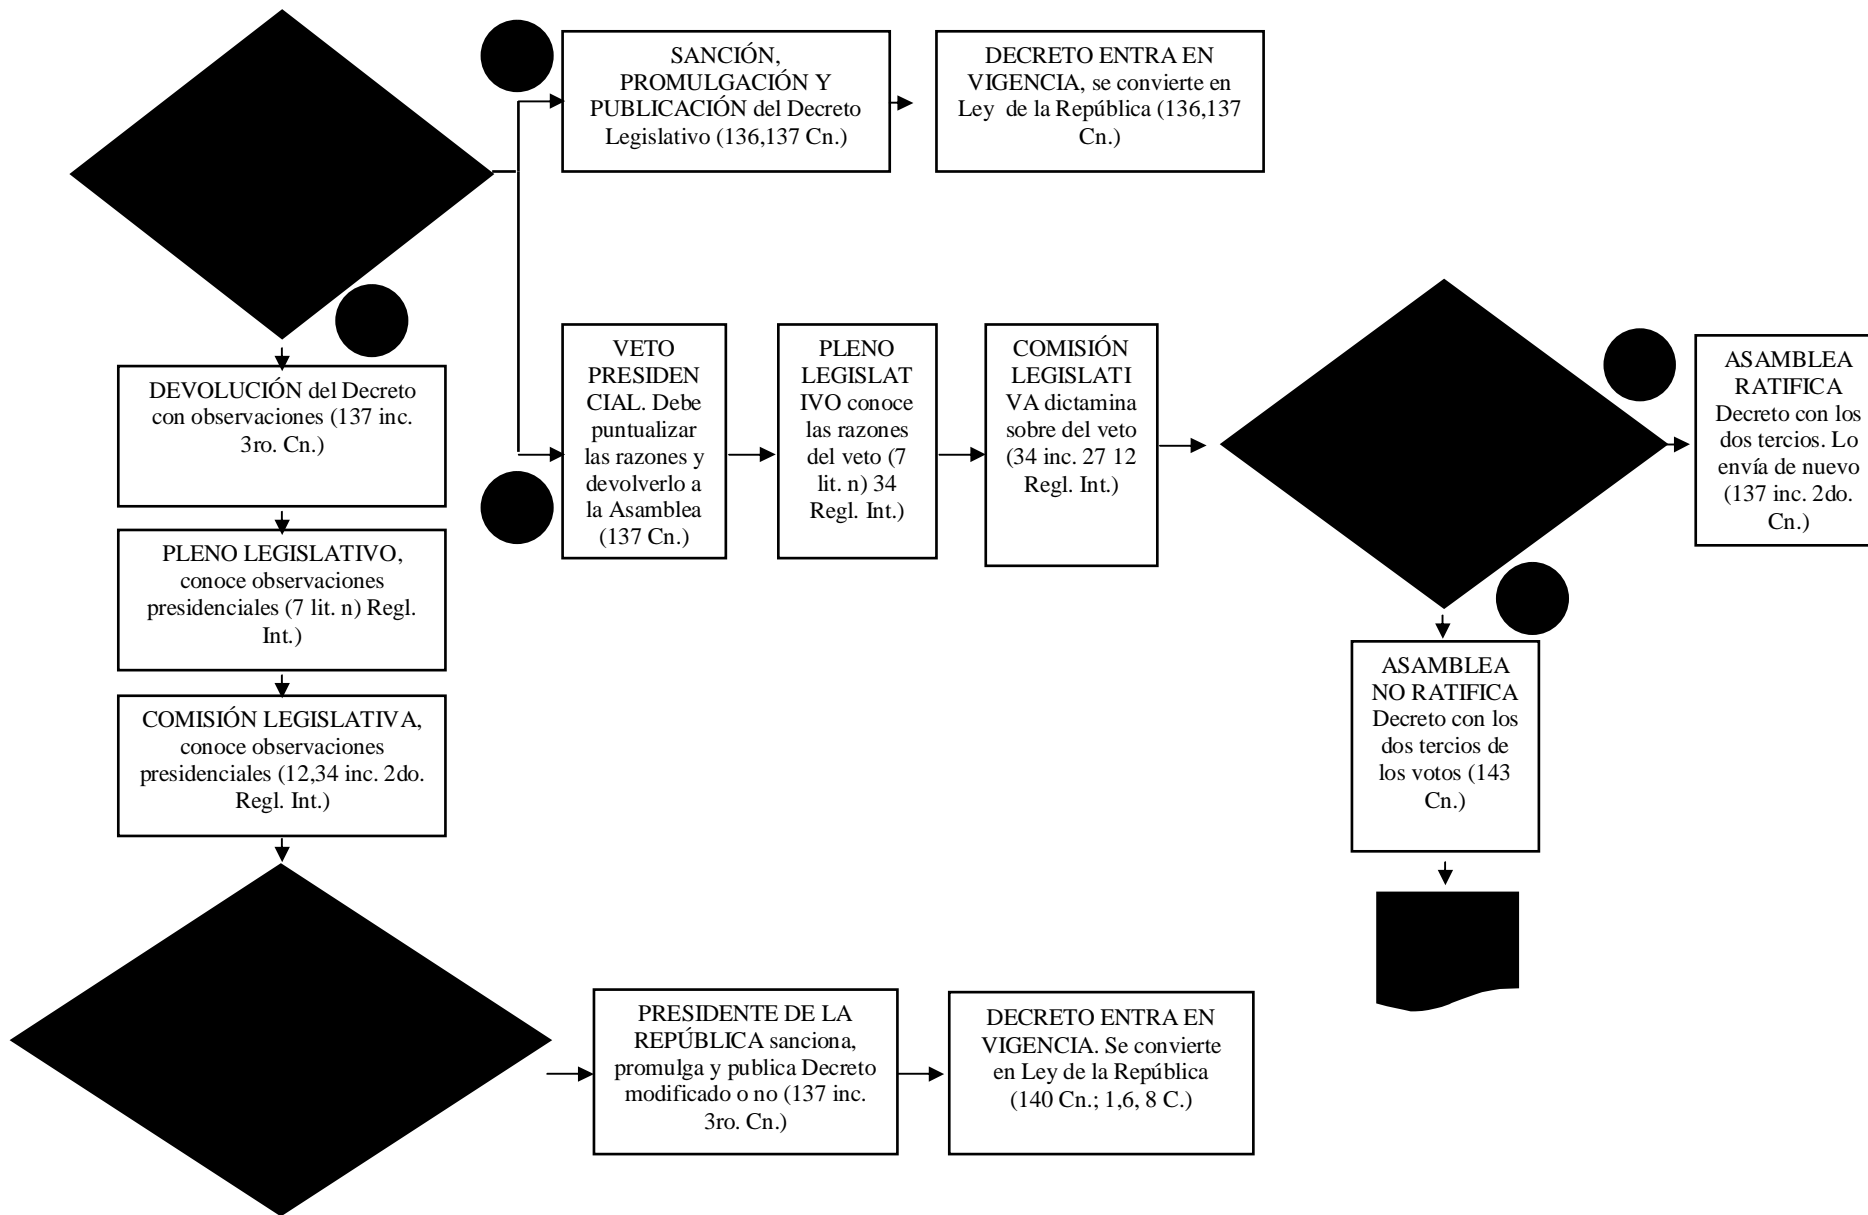 SANCIÓN,
PROMULGACIÓN Y
PUBLICACIÓN del Decreto
Legislativo (136,137 Cn.)
DECRETO ENTRA EN
VIGENCIA, se convierte en
Ley de la República (136,137
Cn.)
DEVOLUCIÓN del Decreto
con observaciones (137 inc.
3ro. Cn.)
VETO
PRESIDEN
CIAL. Debe
puntualizar
las razones y
devolverlo a
la Asamblea
(137 Cn.)
PLENO
LEGISLAT
IVO conoce
las razones
del veto (7
lit. n) 34
Regl. Int.)
COMISIÓN
LEGISLATI
VA dictamina
sobre del veto
(34 inc. 27 12
Regl. Int.)
ASAMBLEA
RATIFICA
Decreto con los
dos tercios. Lo
envía de nuevo
(137 inc. 2do.
Cn.)
PLENO LEGISLATIVO,
conoce observaciones
presidenciales (7 lit. n) Regl.
Int.)
ASAMBLEA
NO RATIFICA
Decreto con los
dos tercios de
los votos (143
Cn.)
COMISIÓN LEGISLATIVA,
conoce observaciones
presidenciales (12,34 inc. 2do.
Regl. Int.)
PRESIDENTE DE LA
REPÚBLICA sanciona,
promulga y publica Decreto
modificado o no (137 inc.
3ro. Cn.)
DECRETO ENTRA EN
VIGENCIA. Se convierte
en Ley de la República
(140 Cn.; 1,6, 8 C.)